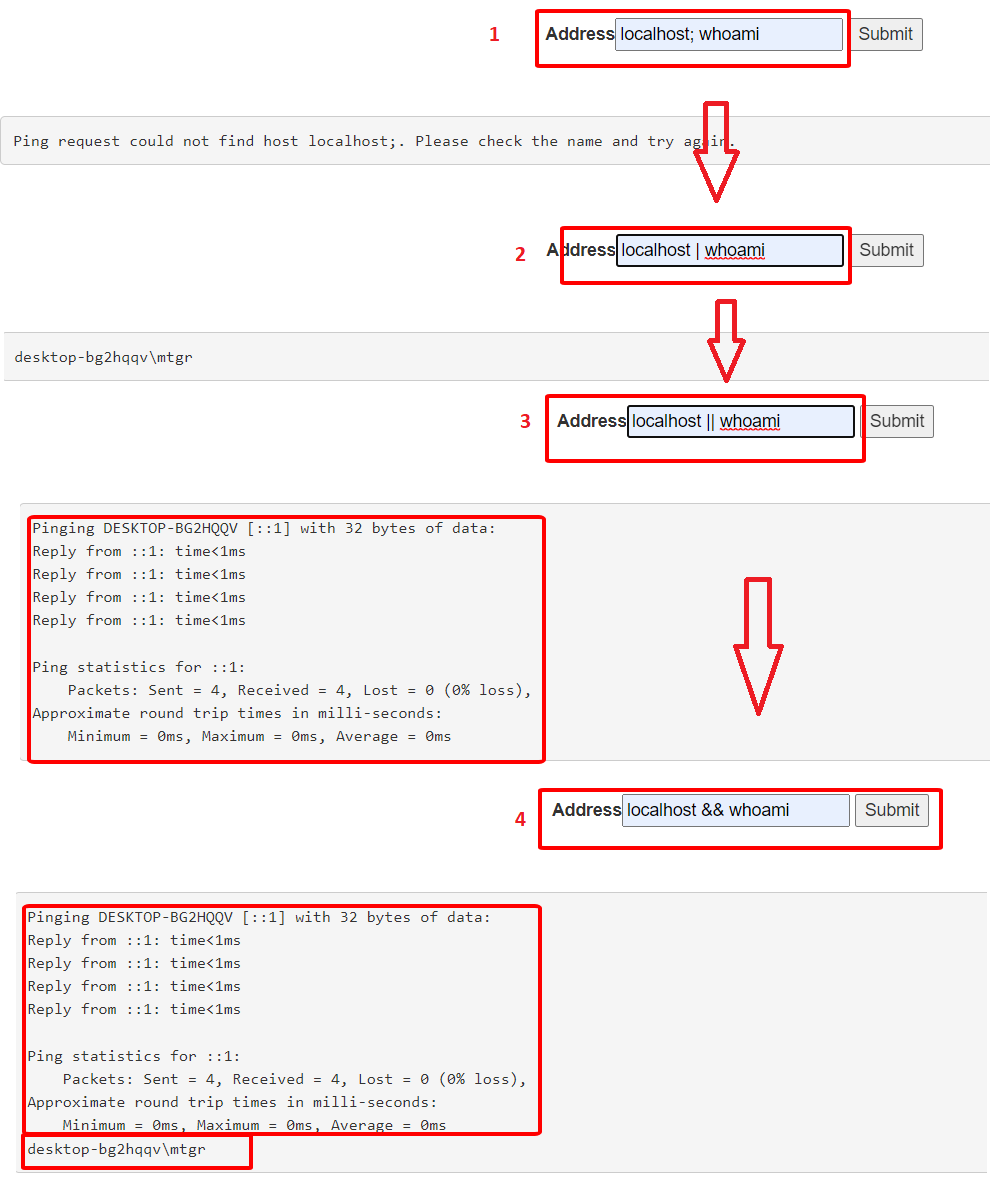 1 Address localhost; whoami Submit
Ping request could not find host localhost;. Please check the name and try again.
2 Address localhost | whoami Submit
desktop-bg2hqqv\mtgr
3 Address localhost || whoami Submit
Pinging DESKTOP-BG2HQQV [::1] with 32 bytes of data:
Reply from ::1: time<1ms
Reply from ::1: time<1ms
Reply from ::1: time<1ms
Reply from ::1: time<1ms
Ping statistics for ::1:
Packets: Sent = 4, Received = 4, Lost = 0 (0% loss),
Approximate round trip times in milli-seconds:
Minimum = 0ms, Maximum = 0ms, Average = 0ms
4 Address localhost && whoami Submit
Pinging DESKTOP-BG2HQQV [::1] with 32 bytes of data:
Reply from ::1: time<1ms
Reply from ::1: time<1ms
Reply from ::1: time<1ms
Reply from ::1: time<1ms
Ping statistics for ::1:
Packets: Sent = 4, Received = 4, Lost = 0 (0% loss),
Approximate round trip times in milli-seconds:
Minimum = 0ms, Maximum = 0ms, Average = 0ms
desktop-bg2hqqv\mtgr